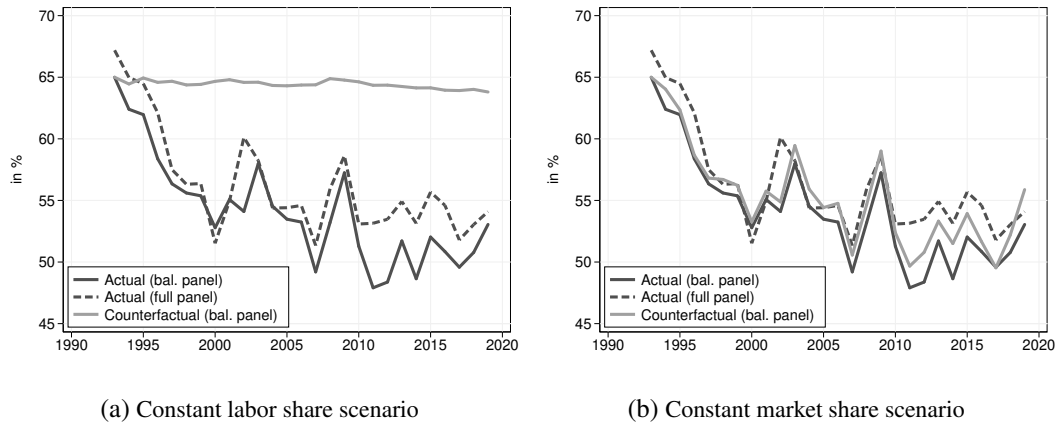 70
65
60
55
50
45
in %
Actual (bal. panel)
Actual (full panel)
Counterfactual (bal. panel)
1990 1995 2000 2005 2010 2015 2020
(a) Constant labor share scenario
70
65
60
55
50
45
in %
Actual (bal. panel)
Actual (full panel)
Counterfactual (bal. panel)
1990 1995 2000 2005 2010 2015 2020
(b) Constant market share scenario